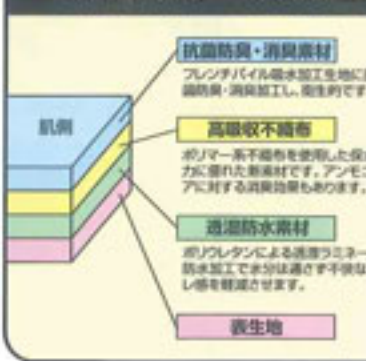 抗菌防臭・消臭素材
フレンチパイル吸水加工生地に
菌防臭・消臭加工し、衛生的です
肌側
高吸収不織布
ポリマー系不織布を使用した保
力に優れた新素材です。アンモ
アに対する消臭効果もあります。
透湿防水素材
ポリウレタンによる透湿ラミネー
防水加工で水分は通さず不快な
レ感を軽減させます。
表生地